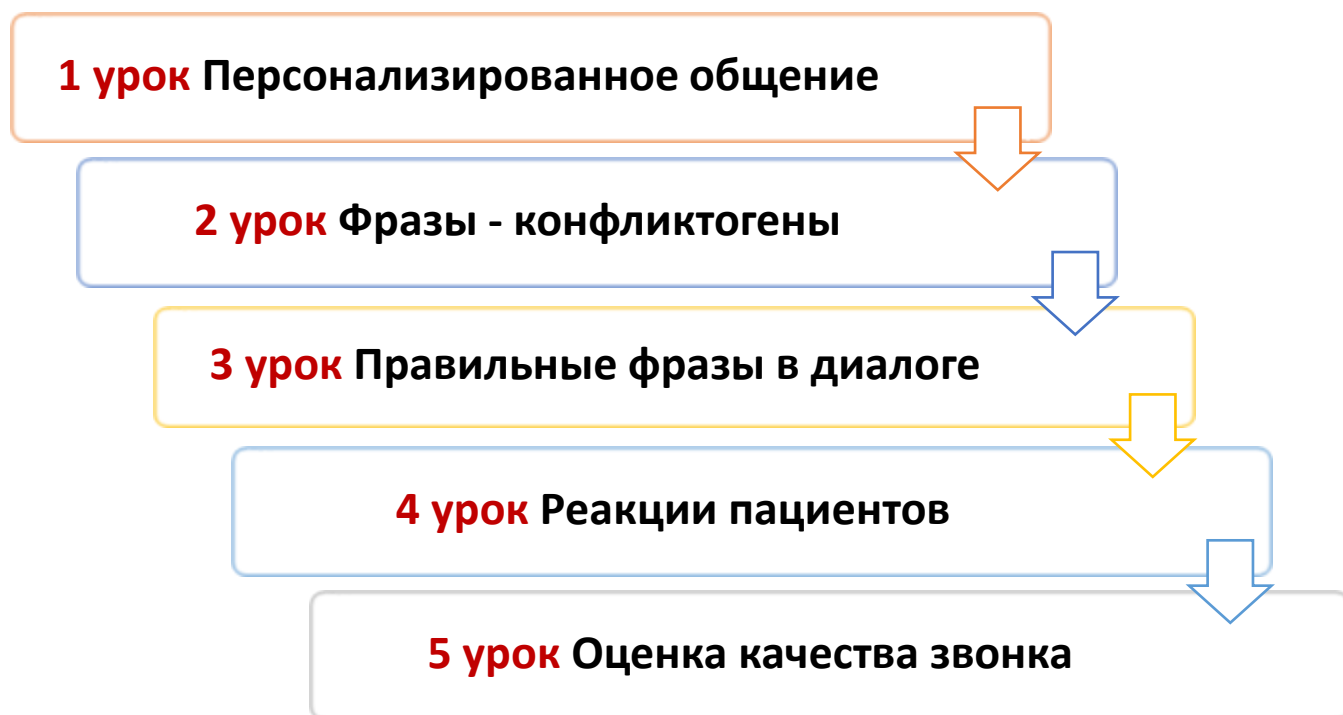 1 урок Персонализированное общение
2 урок Фразы - конфликтогены
3 урок Правильные фразы в диалоге
4 урок Реакции пациентов
5 урок Оценка качества звонка